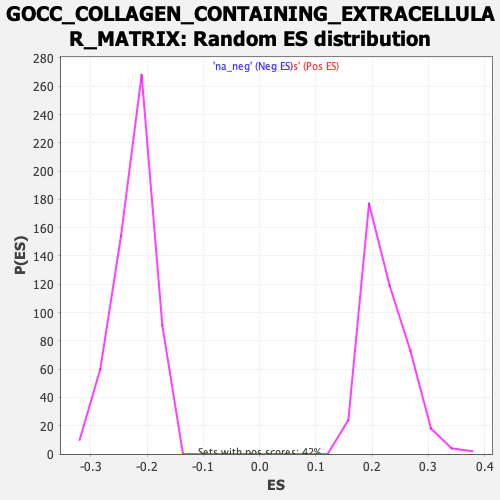 GOCC_COLLAGEN_CONTAINING_EXTRACELLULA
R_MATRIX: Random ES distribution
'na_neg' (Neg ES)s' (Pos ES)
280
260
240
220
200
180
160
140
120
100
80
60
40
20
0
P(ES)
Sets with pos scores: 42%
-0.3 -0.2 -0.1 0.0 0.1 0.2 0.3 0.4
ES